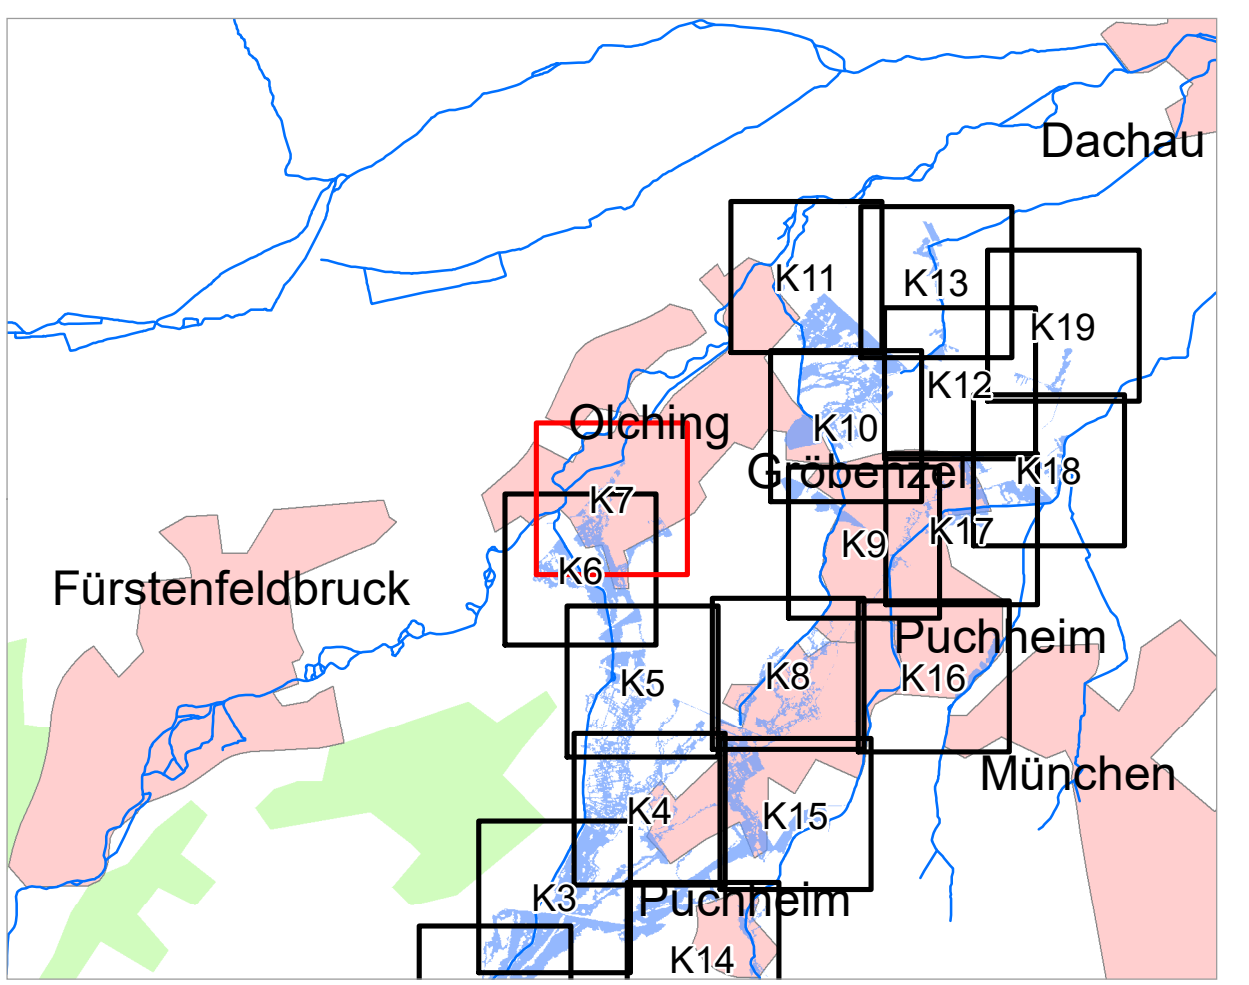 Dachau
K11
K13
K19
K12
Olching
K10
Gröbenzel
K18
K7
K17
K9
K6
Fürstenfeldbruck
Puchheim
K8
K16
K5
München
K4
K15
K3
Puchheim
K14